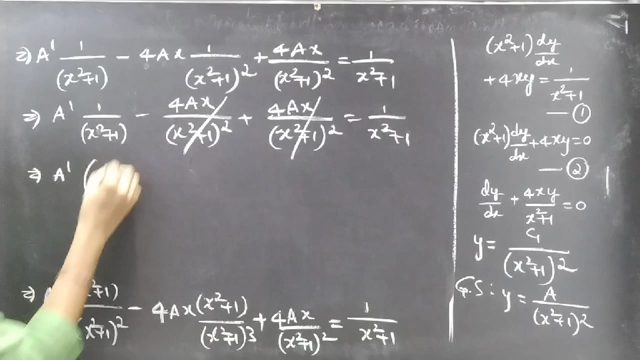 ⇒ A' 1/(x²+1) - 4Ax 1/(x²+1)² + 4Ax/(x²+1)² = 1/x²+1
⇒ A' 1/(x²+1) - 4Ax/(x²+1)² + 4Ax/(x²+1)² = 1/x²+1
⇒ A' (
⇒ x²+1)/x²+1)² - 4Ax(x²+1)/(x²+1)3 + 4Ax/(x²+1)² = 1/x²+1
(x²+1) dy/dx
+ 4xy = 1/x²+1
— ①
(x²+1) dy/dx + 4xy = 0
— ②
dy/dx + 4xy/x²+1 = 0
y = C₁/(x²+1)²
G.S: y = A/(x²+1)²